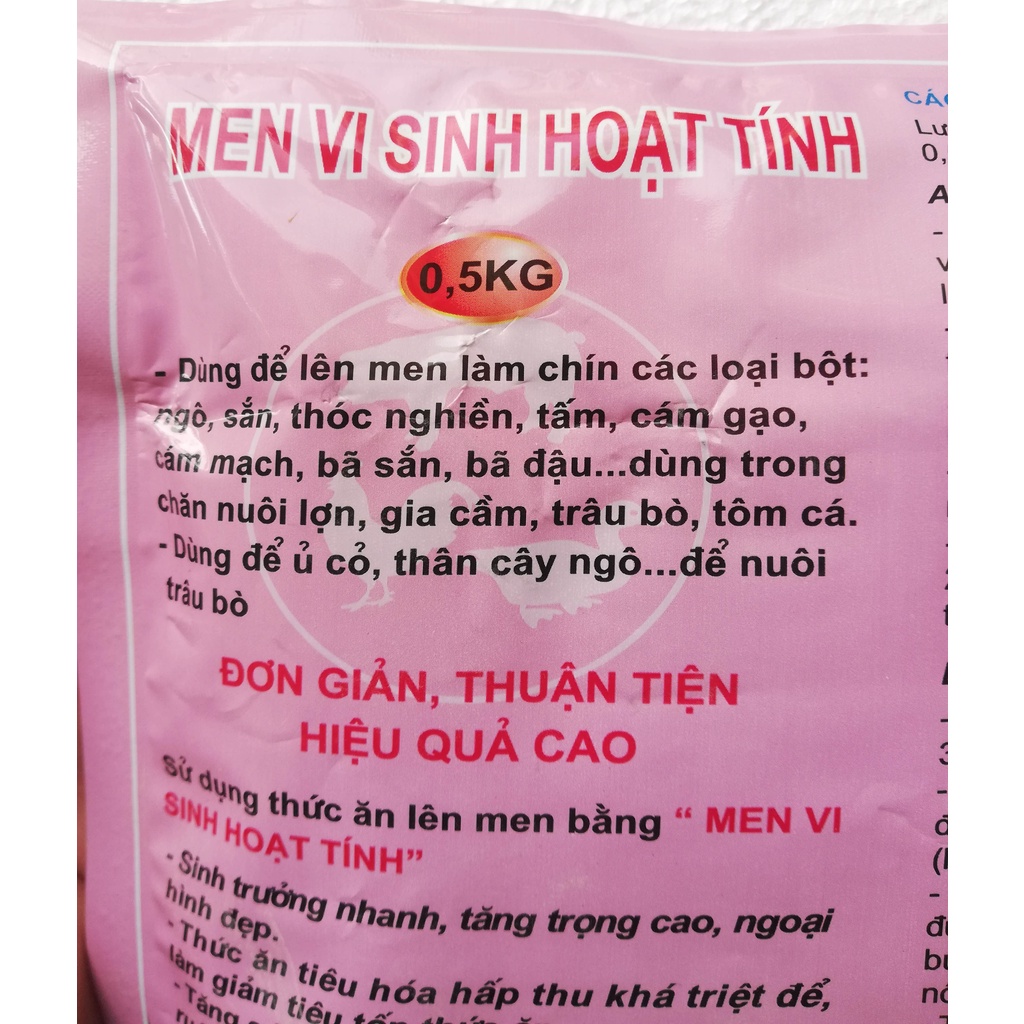 MEN VI SINH HOẠT TÍNH
0,5KG
- Dùng để lên men làm chín các loại bột:
ngô, sắn, thóc nghiền, tấm, cám gạo,
cám mạch, bã sắn, bã đậu...dùng trong
chăn nuôi lợn, gia cầm, trâu bò, tôm cá.
- Dùng để ủ cỏ, thân cây ngô...để nuôi
trâu bò
ĐƠN GIẢN, THUẬN TIỆN
HIỆU QUẢ CAO
Sử dụng thức ăn lên men bằng “ MEN VI
SINH HOẠT TÍNH”
- Sinh trưởng nhanh, tăng trọng cao, ngoại
hình đẹp.
- Thức ăn tiêu hóa hấp thu khá triệt để,
làm giảm tiêu tốn thức
- Tăng
0,
A